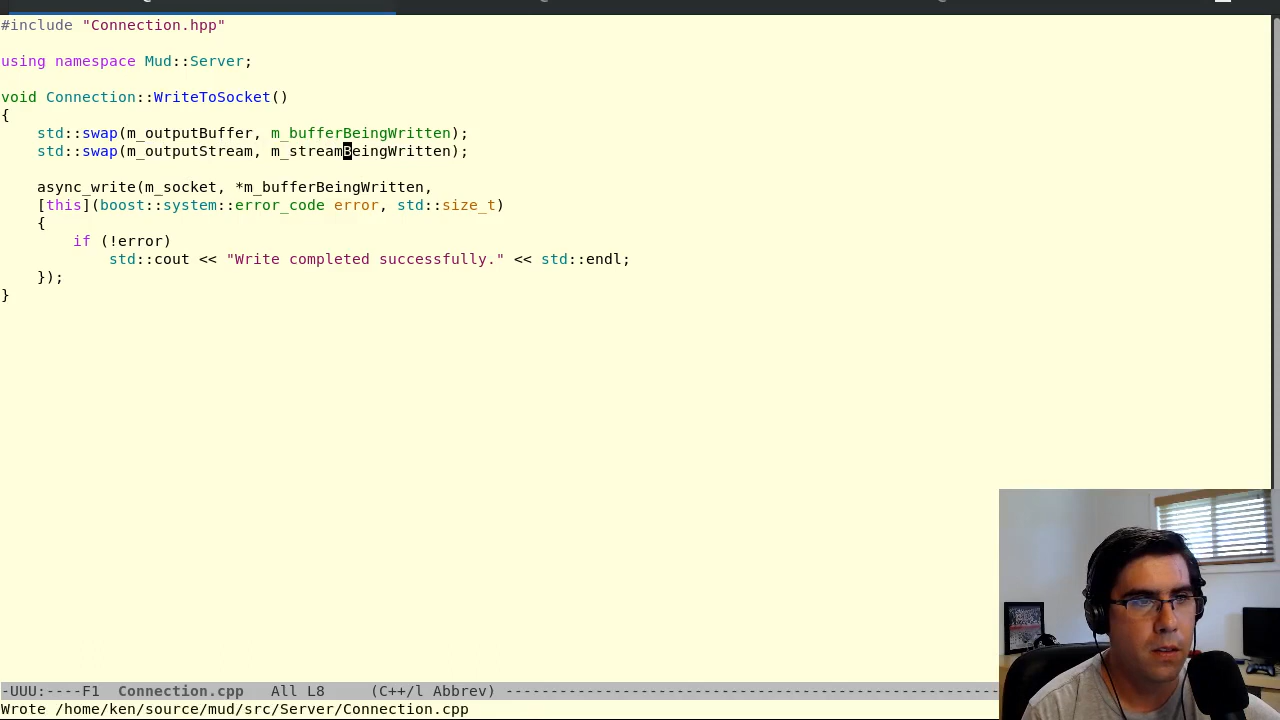 #include "Connection.hpp"
using namespace Mud::Server;
void Connection::WriteToSocket()
{
    std::swap(m_outputBuffer, m_bufferBeingWritten);
    std::swap(m_outputStream, m_streamBeingWritten);
    async_write(m_socket, *m_bufferBeingWritten,
    [this](boost::system::error_code error, std::size_t)
    {
        if (!error)
            std::cout << "Write completed successfully." << std::endl;
    });
}
-UUU:----F1  Connection.cpp   All L8     (C++/l Abbrev) -------------------------------------------------------
Wrote /home/ken/source/mud/src/Server/Connection.cpp